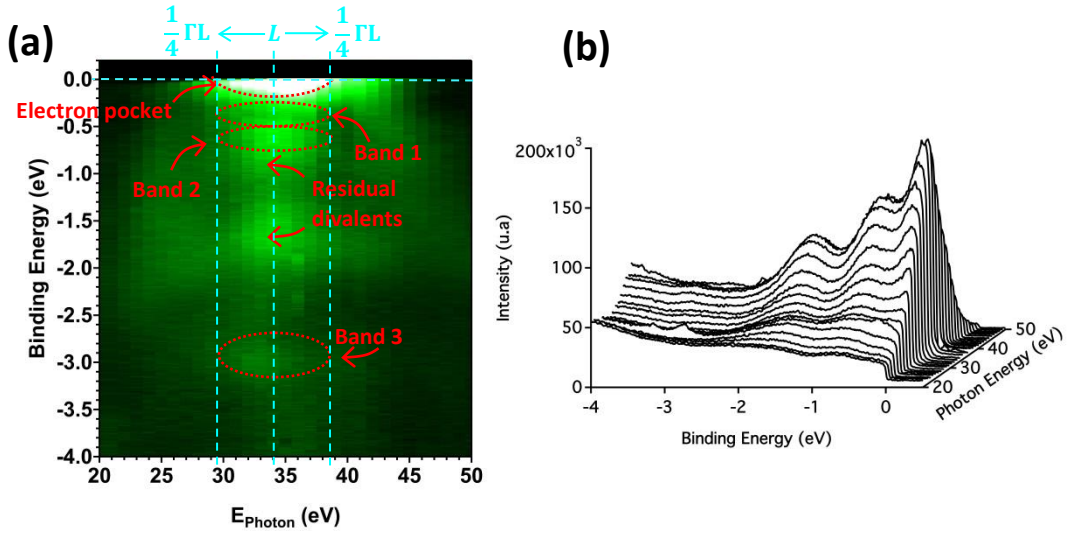 (a)
1/4 ΓL
L
1/4 ΓL
(b)
0.0
Electron pocket
-0.5
Band 1
Band 2
-1.0
Residual
divalents
-1.5
-2.0
-2.5
Band 3
-3.0
-3.5
-4.0
Binding Energy (eV)
20 25 30 35 40 45 50
EPhoton (eV)
200x10³
150
100
50
0
Intensity (u.a)
-4 -3 -2 -1 0
Binding Energy (eV)
20 30 40 50
Photon Energy (eV)